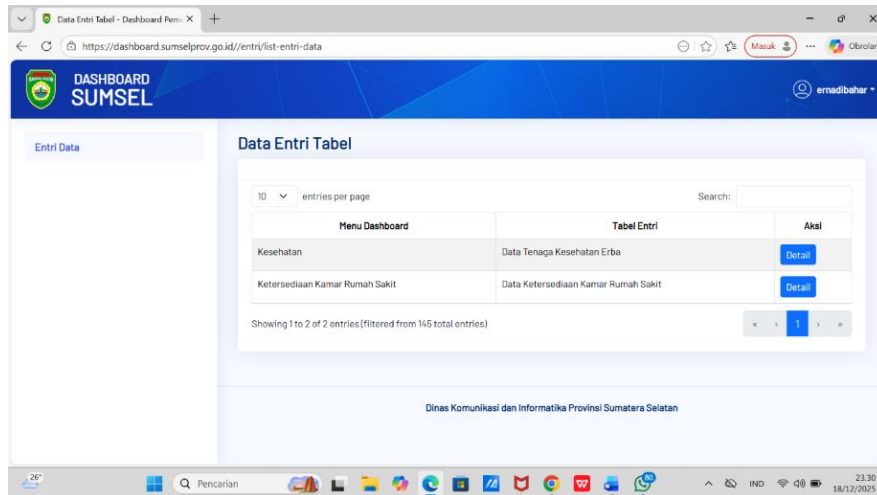 Data Entri Tabel - Dashboard Pem
https://dashboard.sumselprov.go.id//entri/list-entri-data
Masuk
Obrolan
DASHBOARD
SUMSEL
ernadibahar
Entri Data
Data Entri Tabel
10 entries per page
Search:
Menu Dashboard Tabel Entri Aksi
Kesehatan Data Tenaga Kesehatan Erba Detail
Ketersediaan Kamar Rumah Sakit Data Ketersediaan Kamar Rumah Sakit Detail
Showing 1 to 2 of 2 entries (filtered from 145 total entries)
« ‹ 1 › »
Dinas Komunikasi dan Informatika Provinsi Sumatera Selatan
26°
Pencarian
80
IND
23.30
18/12/2025